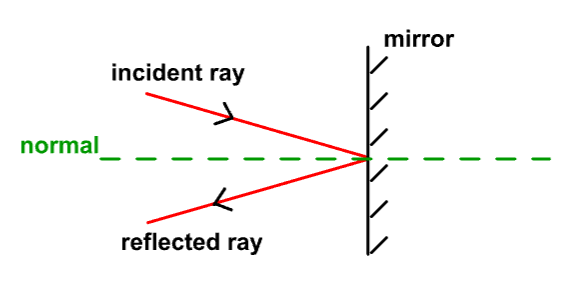 mirror
incident ray
normal
reflected ray